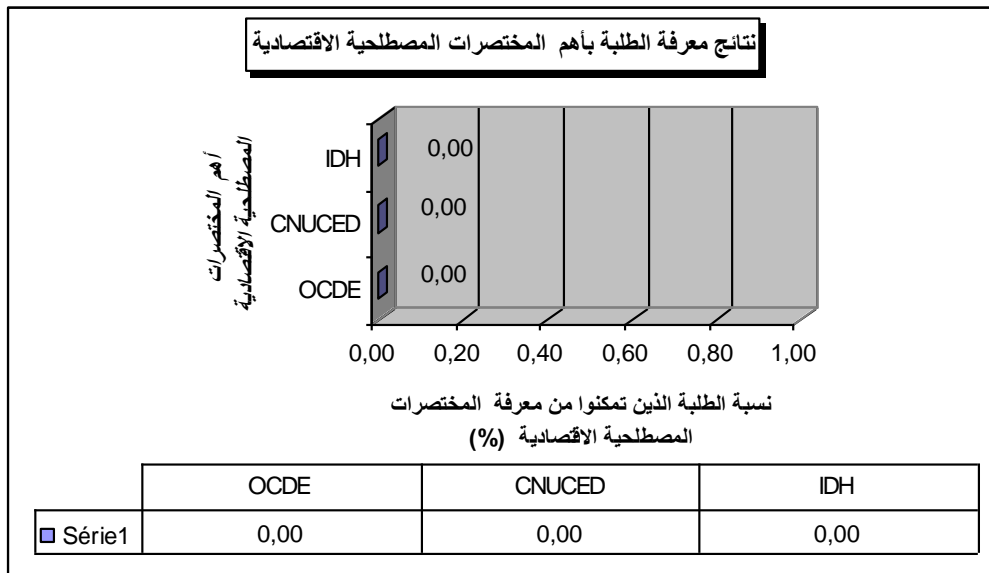 نتائج معرفة الطلبة بأهم المختصرات المصطلحية الاقتصادية
أهم المختصرات
المصطلحية الاقتصادية
IDH
0,00
CNUCED
0,00
OCDE
0,00
0,00 0,20 0,40 0,60 0,80 1,00
نسبة الطلبة الذين تمكنوا من معرفة المختصرات
المصطلحية الاقتصادية (%)
OCDE CNUCED IDH
Série1 0,00 0,00 0,00